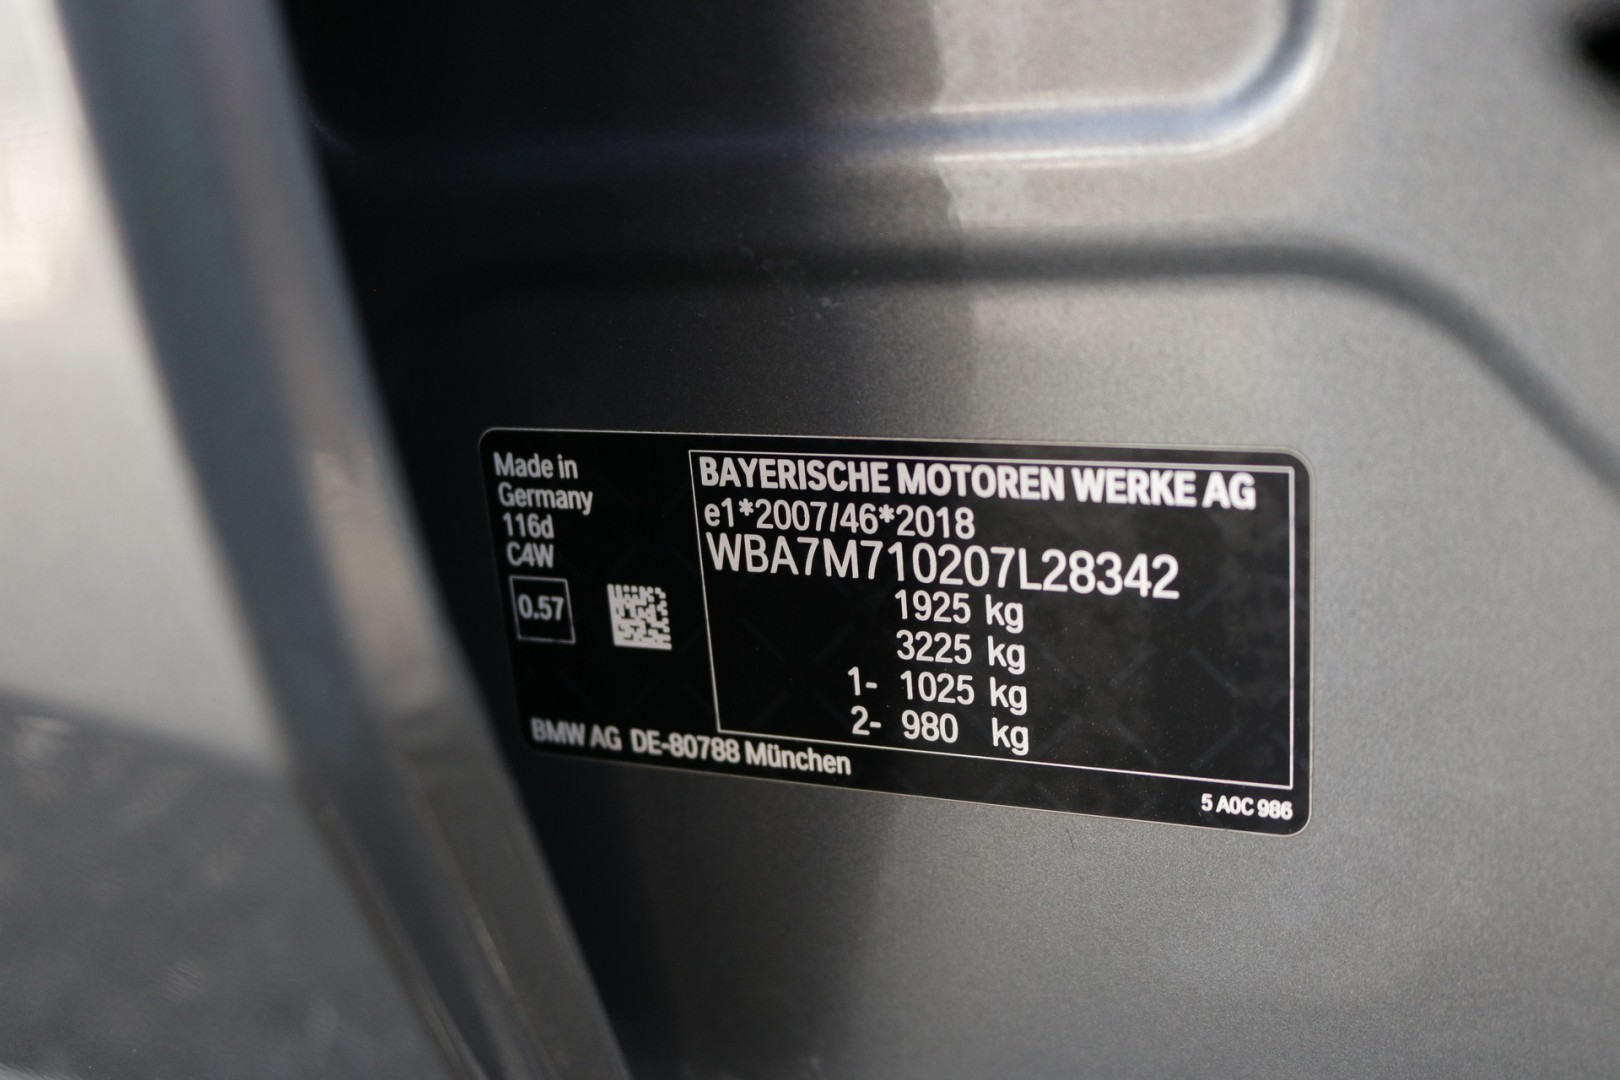 Made in
Germany
116d
C4W
0.57
BAYERISCHE MOTOREN WERKE AG
e1*2007/46*2018
WBA7M710207L28342
1925 kg
3225 kg
1- 1025 kg
2- 980 kg
BMW AG DE-80788 München
5 A0C 986